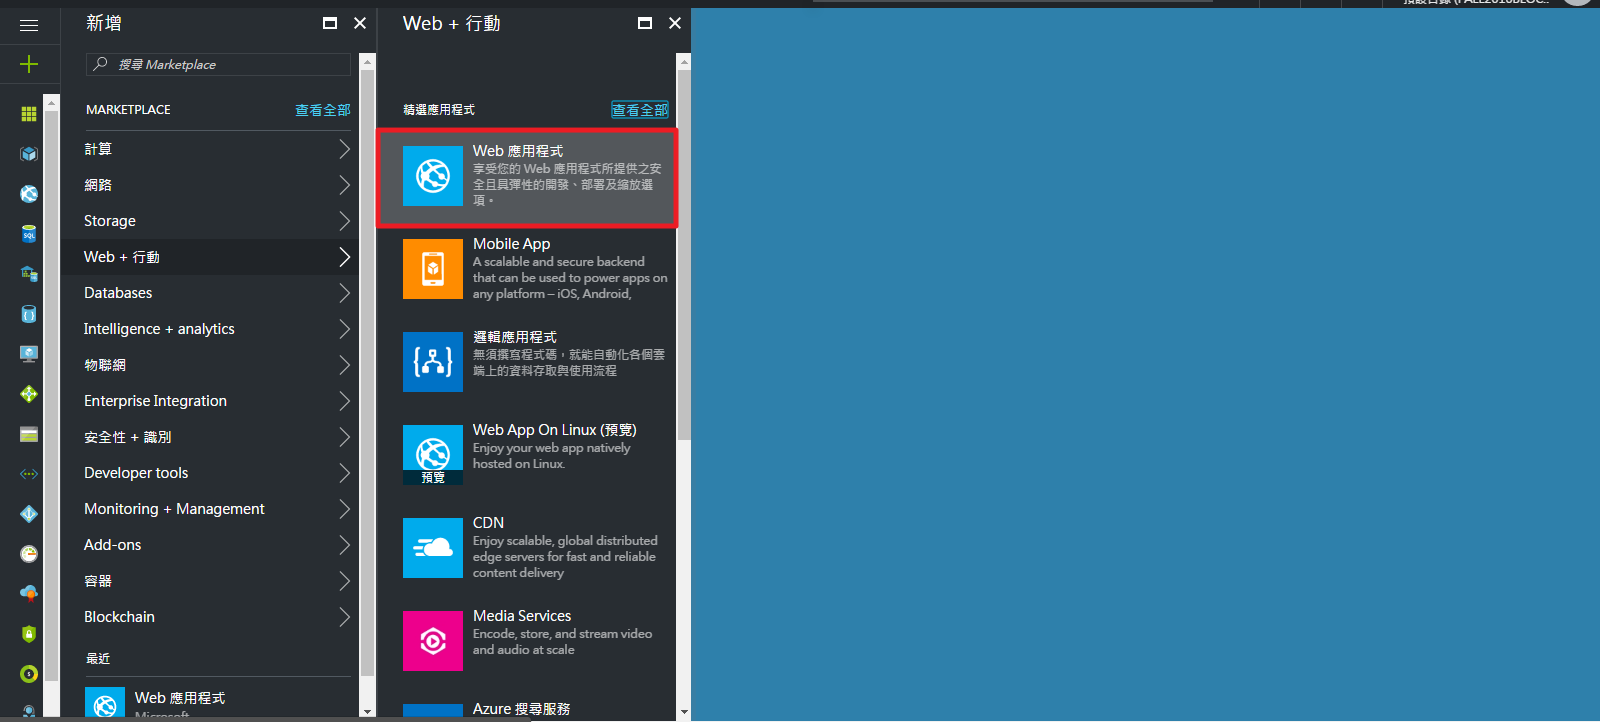 新增
搜尋 Marketplace
MARKETPLACE 查看全部
計算
網路
Storage
Web + 行動
Databases
Intelligence + analytics
物聯網
Enterprise Integration
安全性 + 識別
Developer tools
Monitoring + Management
Add-ons
容器
Blockchain
最近
Web 應用程式
Microsoft
Web + 行動
精選應用程式 查看全部
Web 應用程式
享受您的 Web 應用程式所提供之安
全且具彈性的開發、部署及縮放選
項。
Mobile App
A scalable and secure backend
that can be used to power apps on
any platform – iOS, Android,
邏輯應用程式
無須撰寫程式碼，就能自動化各個雲
端上的資料存取與使用流程
Web App On Linux (預覽)
Enjoy your web app natively
hosted on Linux.
預覽
CDN
Enjoy scalable, global distributed
edge servers for fast and reliable
content delivery
Media Services
Encode, store, and stream video
and audio at scale
Azure 搜尋服務